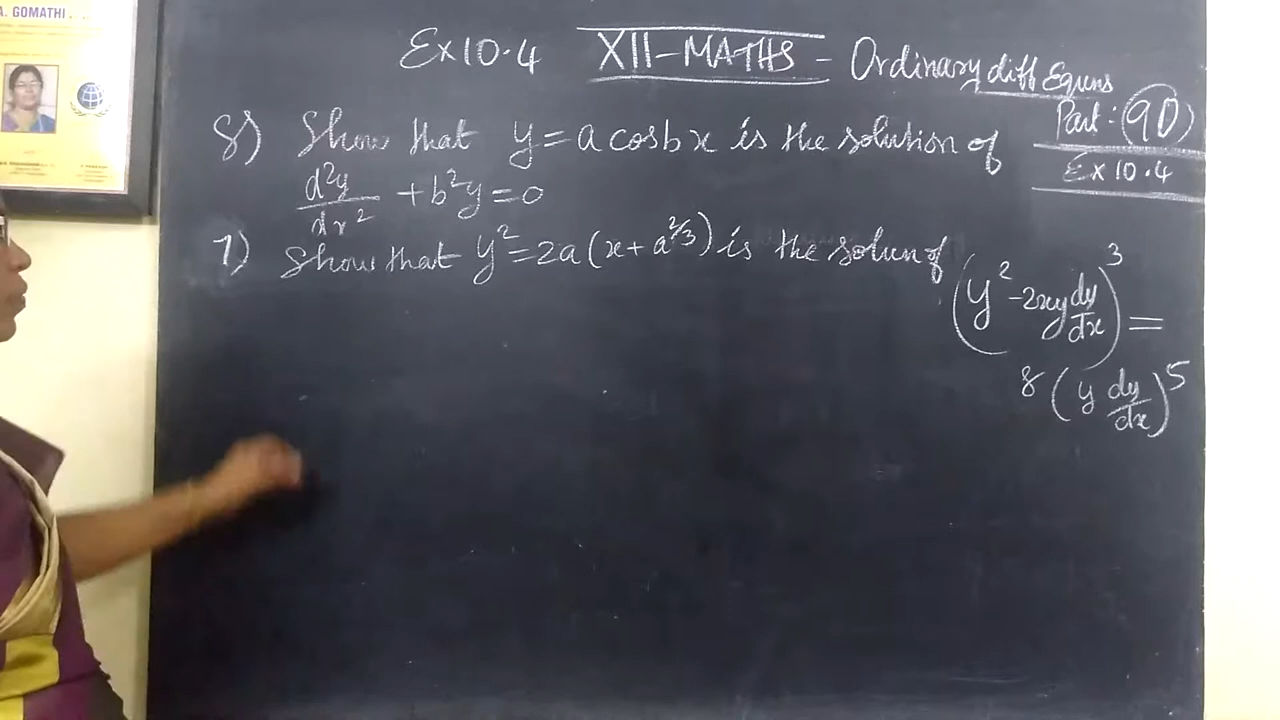 A. GOMATHI
Ex 10.4 XII-MATHS - Ordinary diff Equns
Part: 9D
Ex 10.4
8) Show that y = a cos b x is the solution of
d²y/dx² + b²y = 0
7) Show that y² = 2a (x + a^(2/3)) is the solun of (y² - 2xy dy/dx)³ =
8 (y dy/dx)⁵